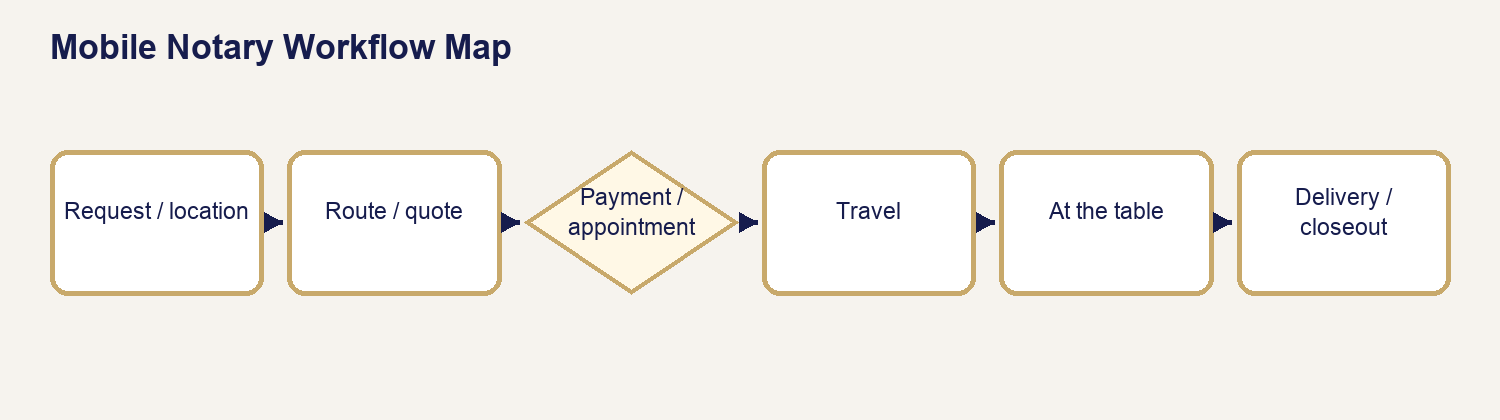 Mobile Notary Workflow Map
Request / location
Route / quote
Payment /
appointment
Travel
At the table
Delivery /
closeout